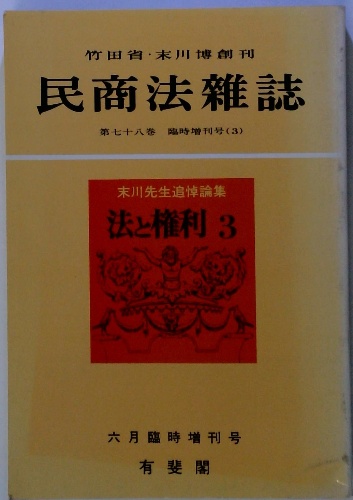 竹田省・末川博創刊
民商法雜誌
第七十八巻 臨時増刊号(3)
末川先生追悼論集
法と権利 3
六月臨時増刊号
有斐閣